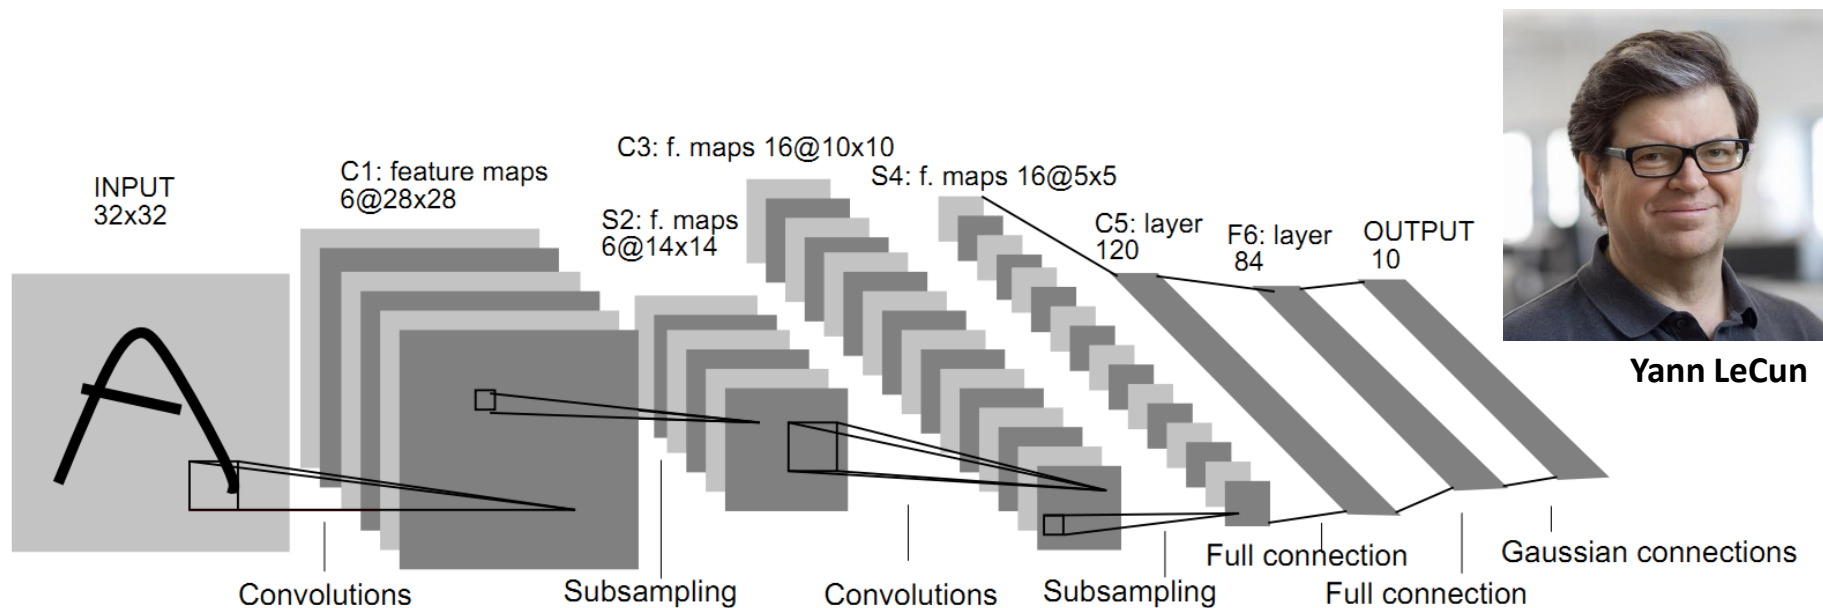 INPUT
32x32
C1: feature maps
6@28x28
S2: f. maps
6@14x14
C3: f. maps 16@10x10
S4: f. maps 16@5x5
C5: layer
120
F6: layer
84
OUTPUT
10
Yann LeCun
Convolutions
Subsampling
Convolutions
Subsampling
Full connection
Full connection
Gaussian connections
A